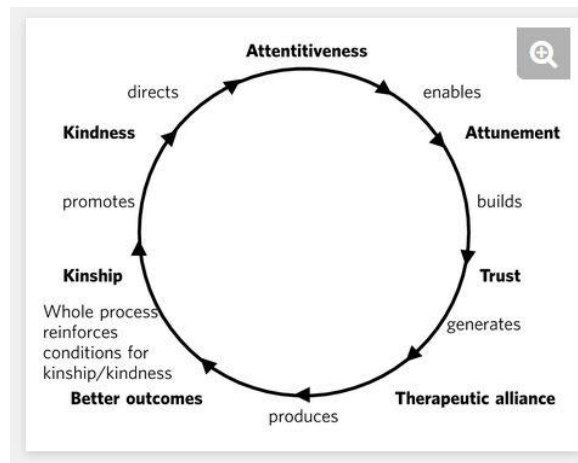 Attentitiveness
directs
enables
Kindness
Attunement
promotes
builds
Kinship
Trust
Whole process
reinforces
conditions for
kinship/kindness
generates
Better outcomes
Therapeutic alliance
produces